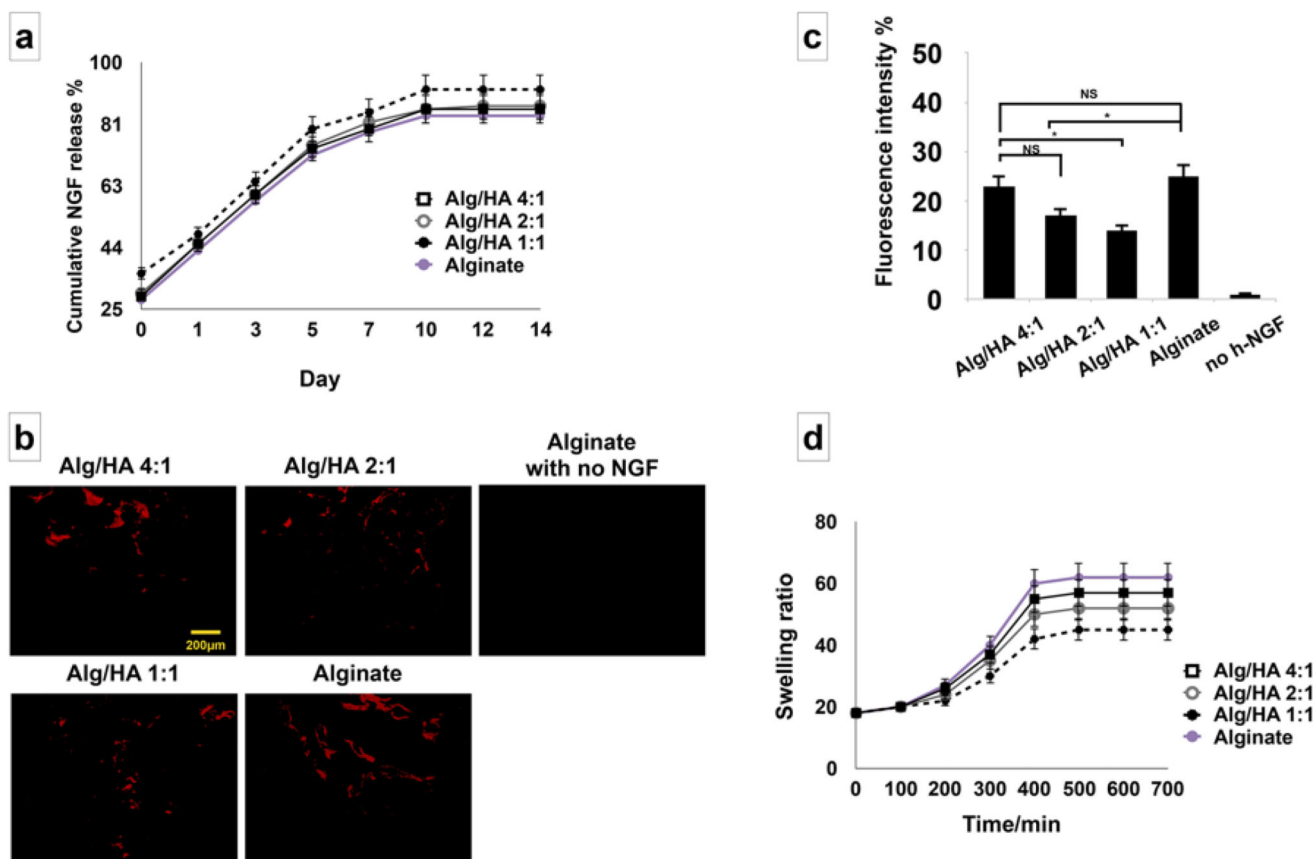 a
Cumulative NGF release %
100
81
63
44
25
0 1 3 5 7 10 12 14
Day
Alg/HA 4:1
Alg/HA 2:1
Alg/HA 1:1
Alginate
c
Fluorescence intensity %
50
40
30
20
10
0
NS
*
*
NS
Alg/HA 4:1
Alg/HA 2:1
Alg/HA 1:1
Alginate
no h-NGF
b
Alg/HA 4:1
Alg/HA 2:1
Alginate
with no NGF
200µm
Alg/HA 1:1
Alginate
d
Swelling ratio
80
60
40
20
0
0 100 200 300 400 500 600 700
Time/min
Alg/HA 4:1
Alg/HA 2:1
Alg/HA 1:1
Alginate